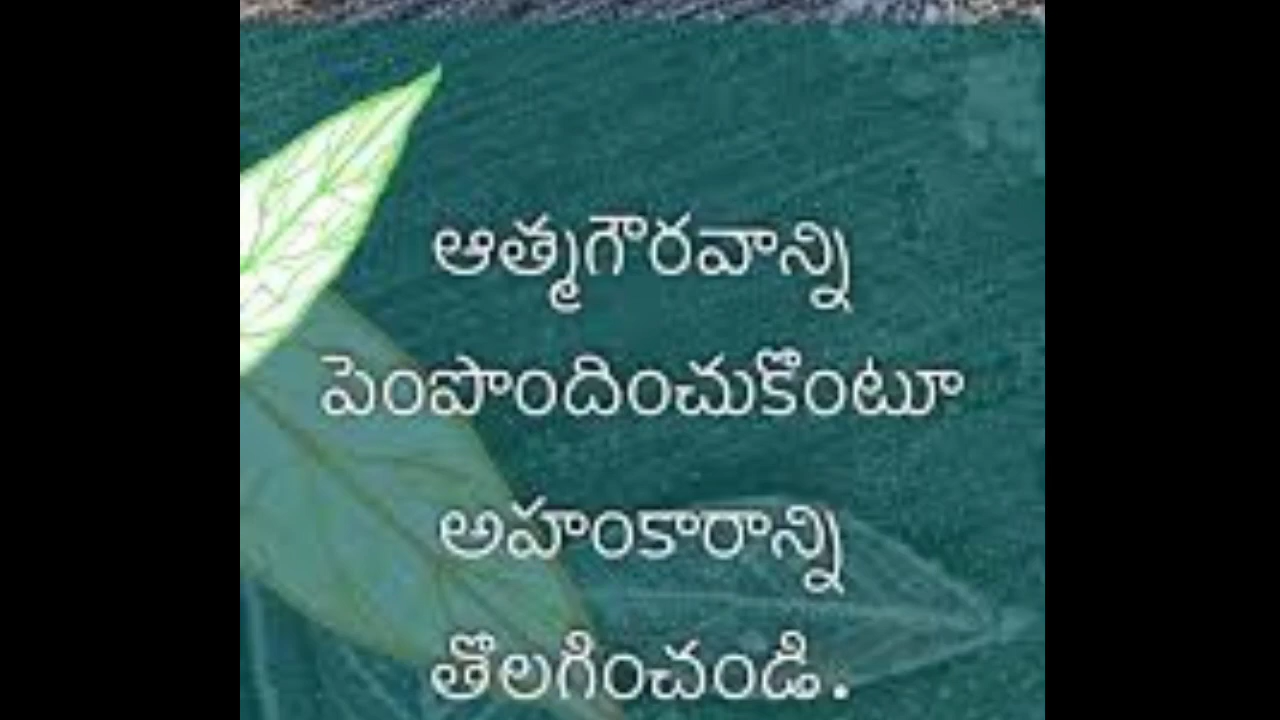 ఆత్మగౌరవాన్ని
పెంపొందించుకొంటూ
అహంకారాన్ని
తొలగించండి.